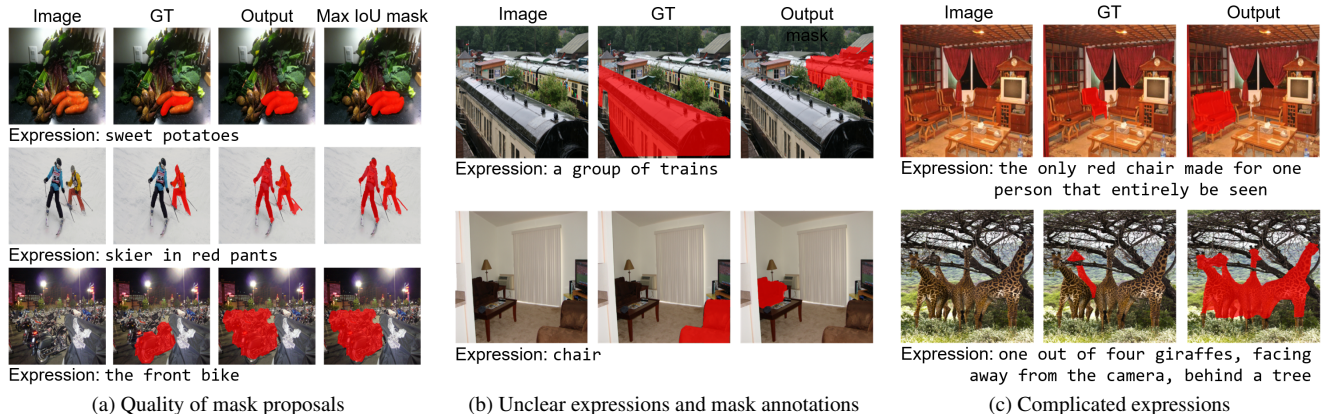 Image GT Output Max IoU mask
Expression: sweet potatoes
Expression: skier in red pants
Expression: the front bike
(a) Quality of mask proposals
Image GT Output mask
Expression: a group of trains
Expression: chair
(b) Unclear expressions and mask annotations
Image GT Output
Expression: the only red chair made for one
person that entirely be seen
Expression: one out of four giraffes, facing
away from the camera, behind a tree
(c) Complicated expressions